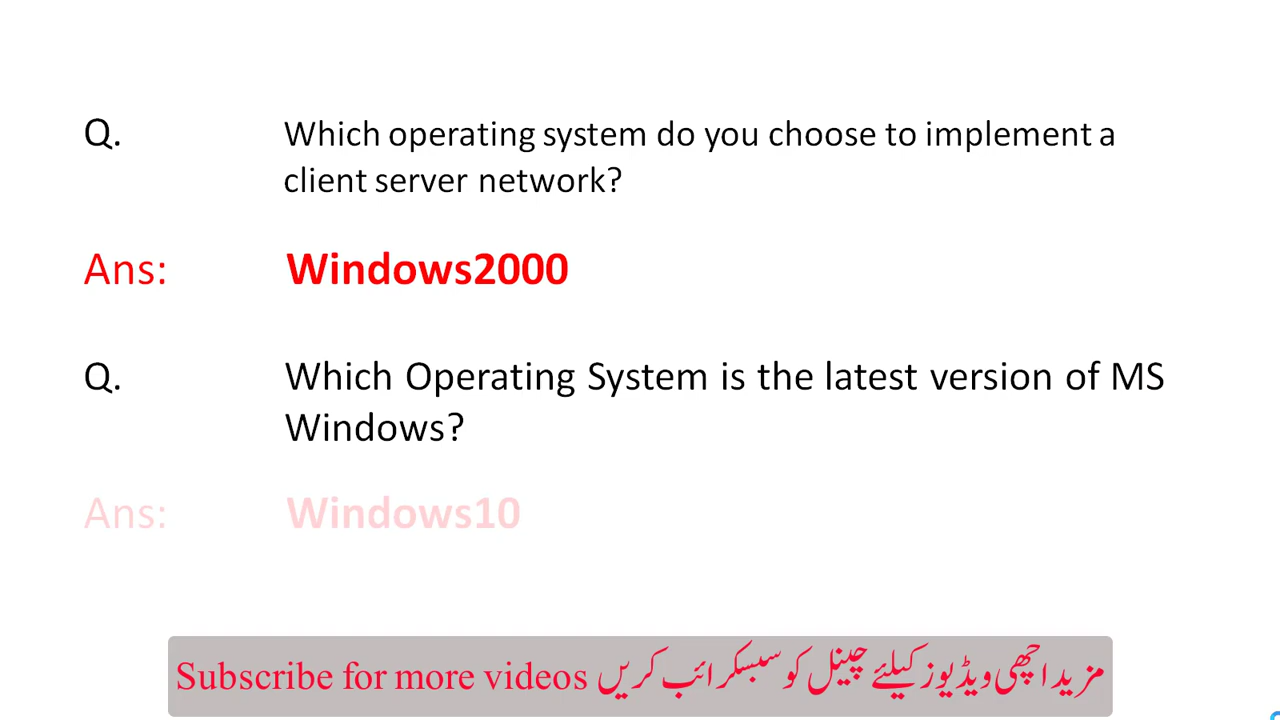 Q. Which operating system do you choose to implement a
client server network?
Ans: Windows2000
Q. Which Operating System is the latest version of MS
Windows?
Ans: Windows10
Subscribe for more videos مزید اچھی ویڈیوز کیلئے چینل کو سبسکرائب کریں